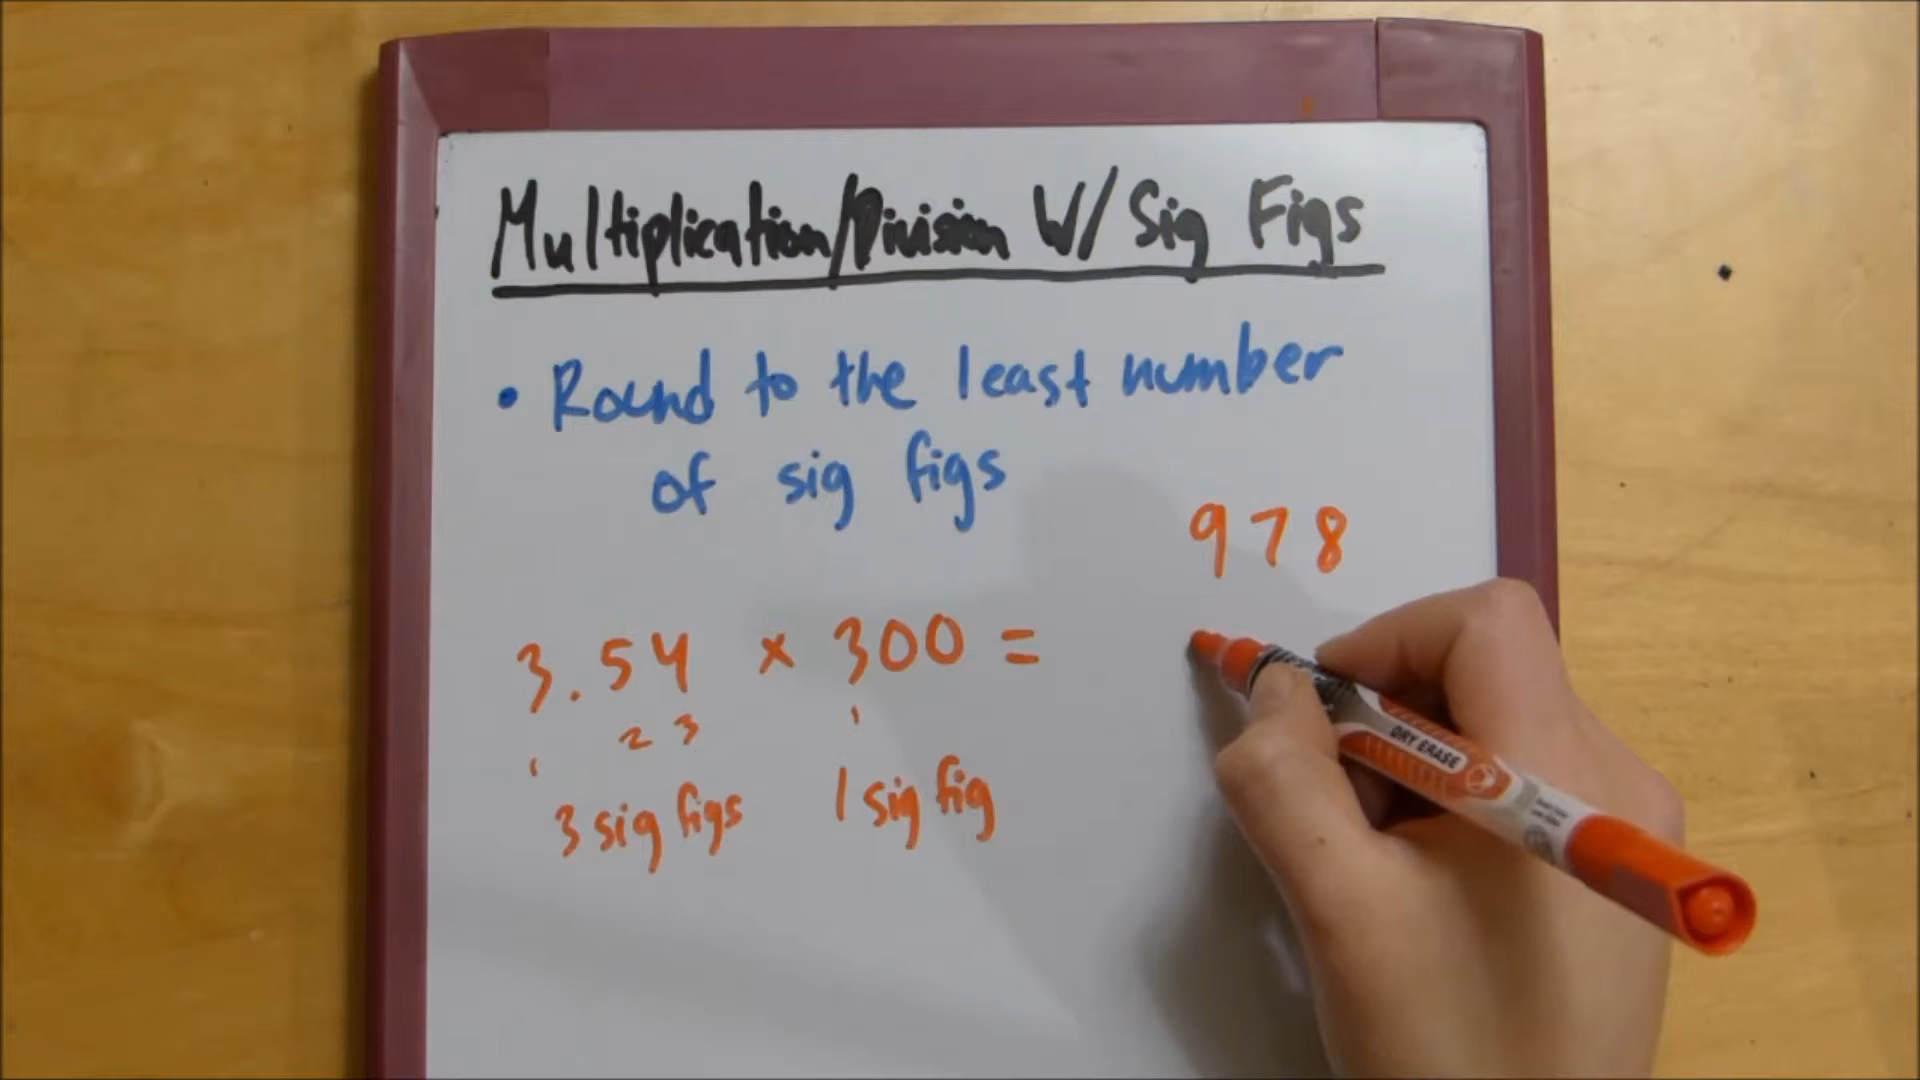 Multiplication/Division W/ Sig Figs
• Round to the least number
of sig figs
978
3.54 × 300 =
1 2 3 1
3 sig figs 1 sig fig
DRY ERASE